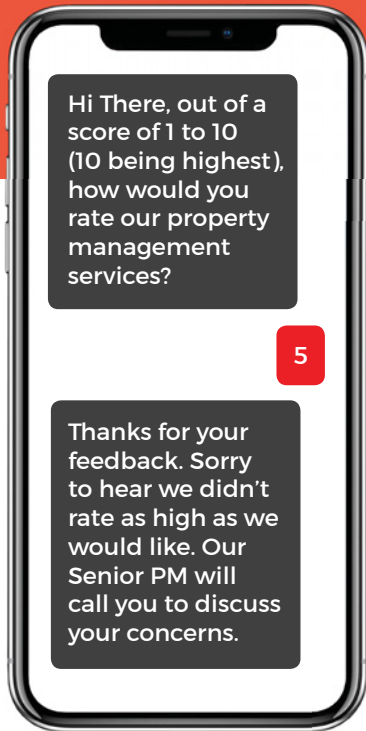 Hi There, out of a
score of 1 to 10
(10 being highest),
how would you
rate our property
management
services?
5
Thanks for your
feedback. Sorry
to hear we didn't
rate as high as we
would like. Our
Senior PM will
call you to discuss
your concerns.